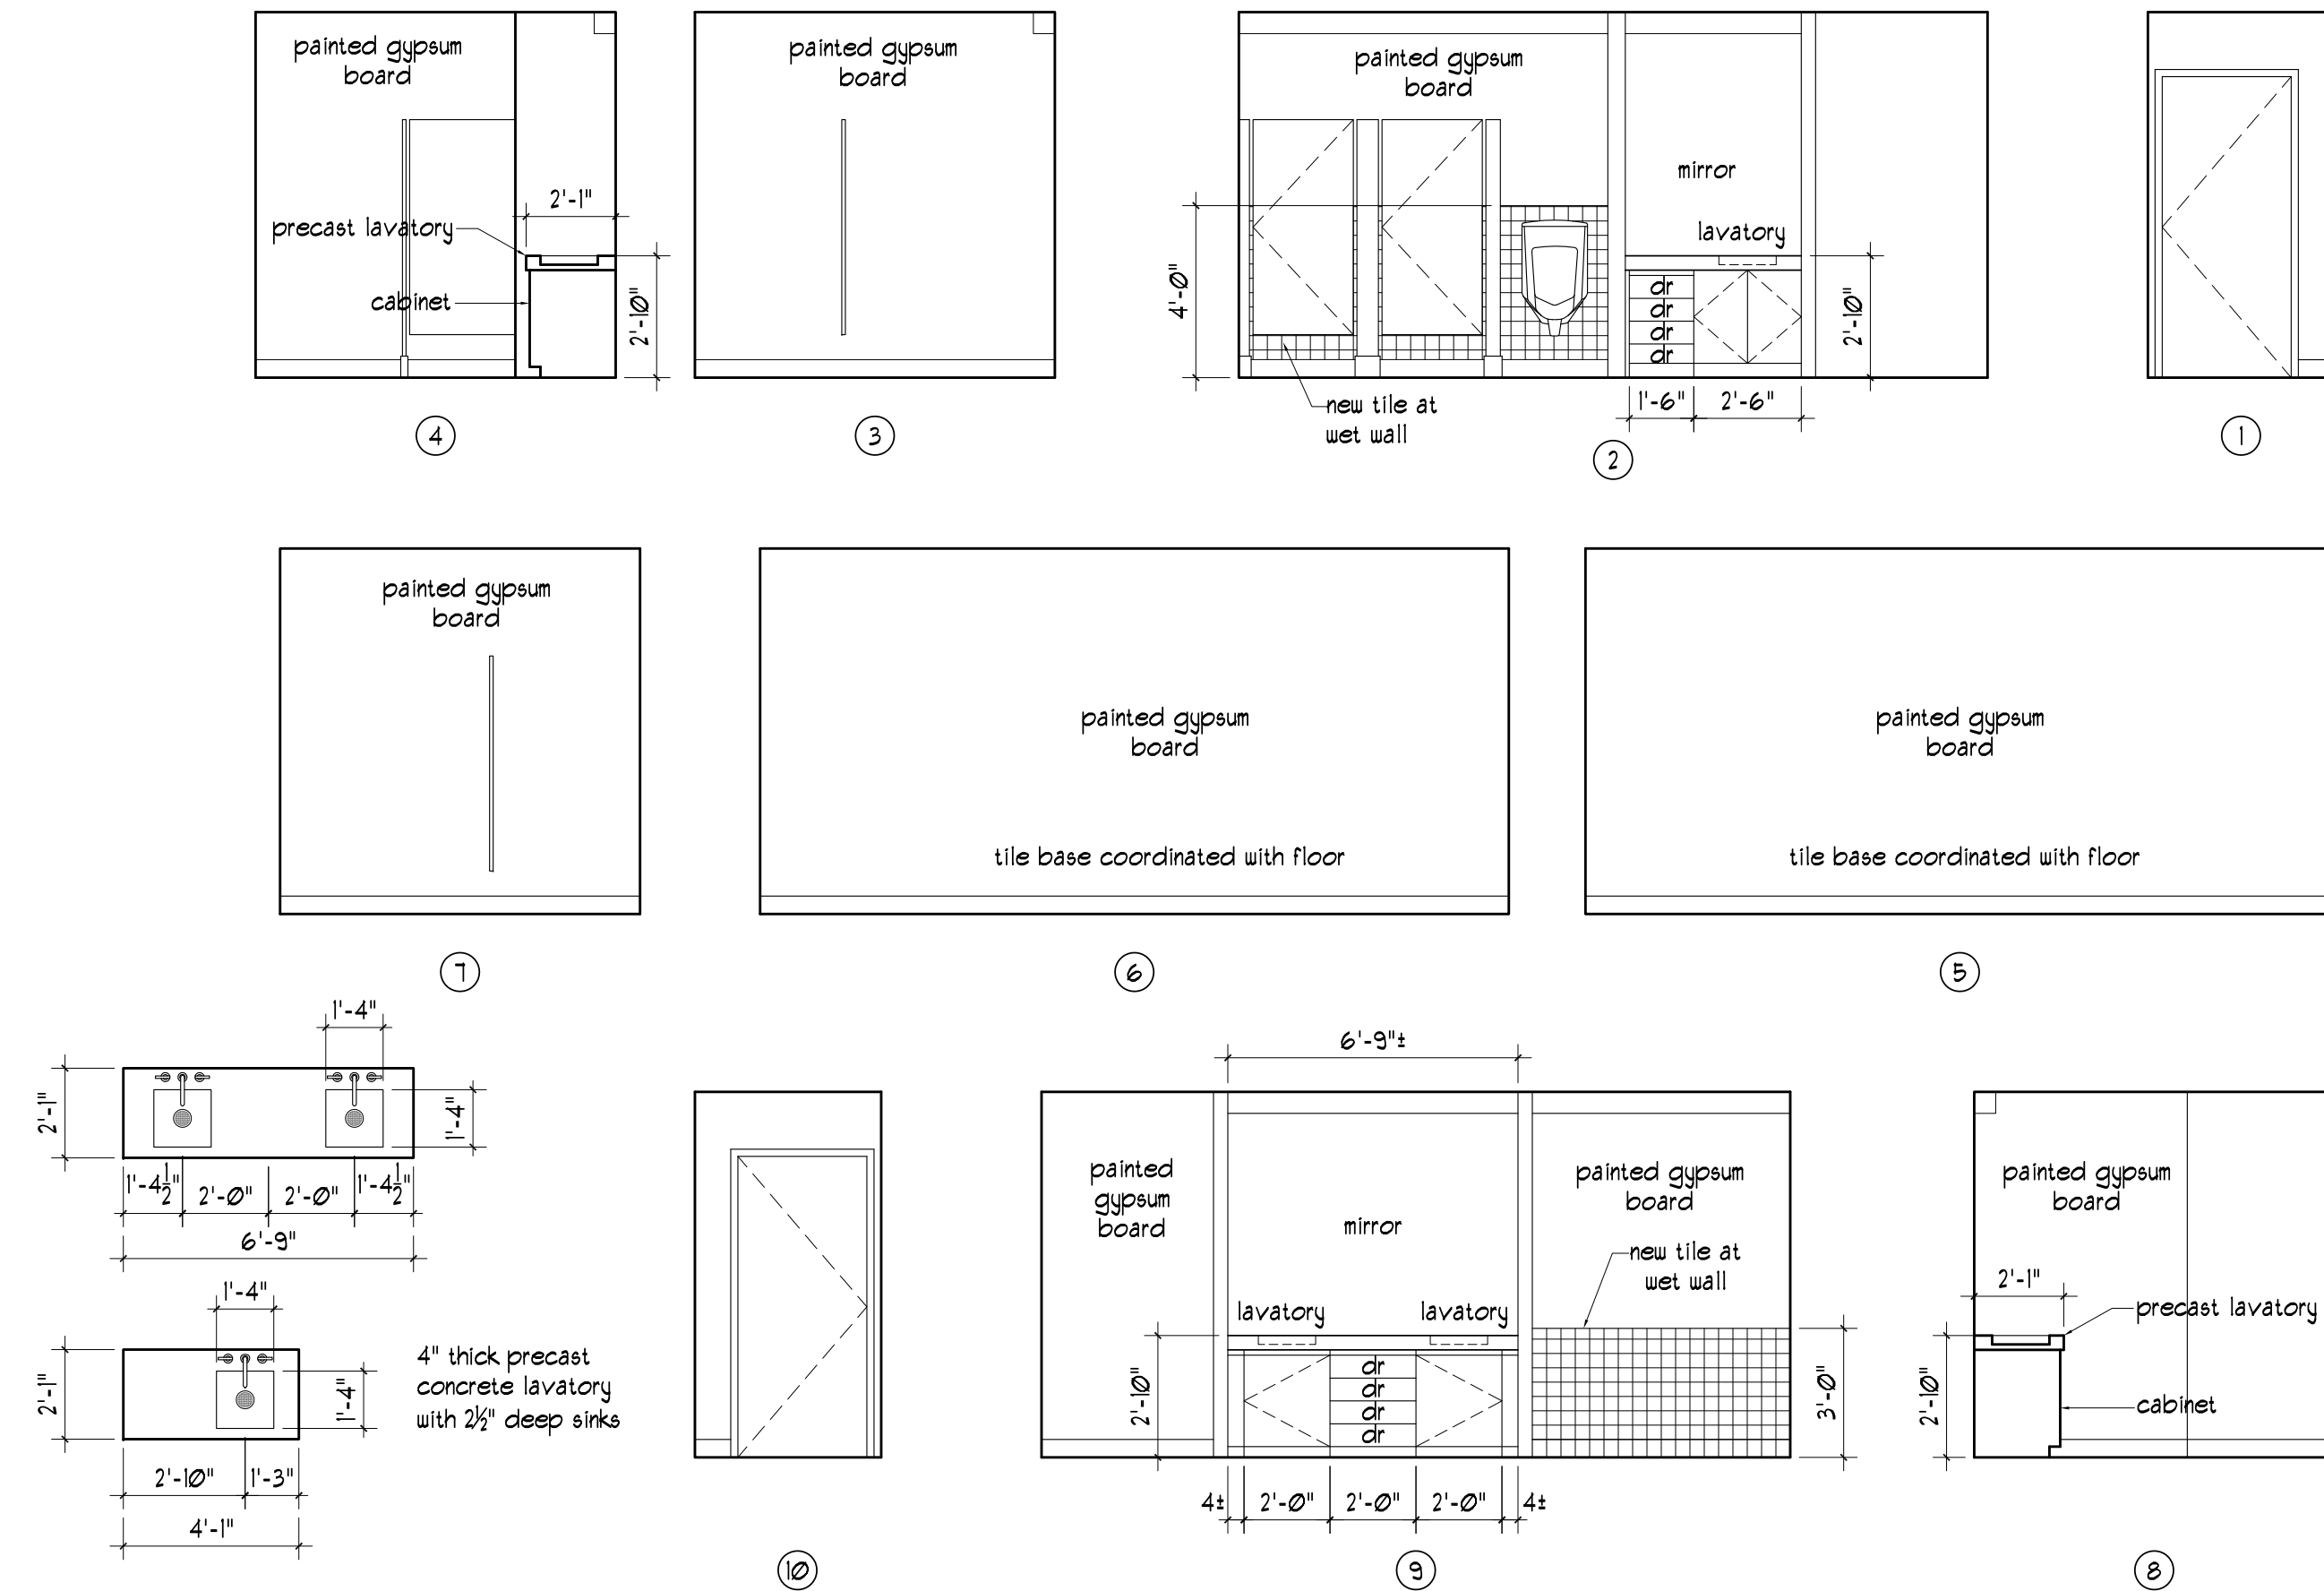 painted gypsum
board
2'-1"
precast lavatory
cabinet
2'-10"
4
painted gypsum
board
3
painted gypsum
board
mirror
lavatory
4'-0"
dr
dr
dr
dr
2'-10"
1'-6"
2'-6"
new tile at
wet wall
2
1
painted gypsum
board
7
painted gypsum
board
tile base coordinated with floor
6
painted gypsum
board
tile base coordinated with floor
5
1'-4"
2'-1"
1'-4"
1'-4 1/2"
2'-0"
2'-0"
1'-4 1/2"
6'-9"
1'-4"
2'-1"
1'-4"
2'-10"
1'-3"
4'-1"
4" thick precast
concrete lavatory
with 2½" deep sinks
10
6'-9"±
painted
gypsum
board
mirror
painted gypsum
board
new tile at
wet wall
lavatory
lavatory
2'-10"
dr
dr
dr
dr
3'-0"
4±
2'-0"
2'-0"
2'-0"
4±
9
painted gypsum
board
2'-1"
precast lavatory
2'-10"
cabinet
8